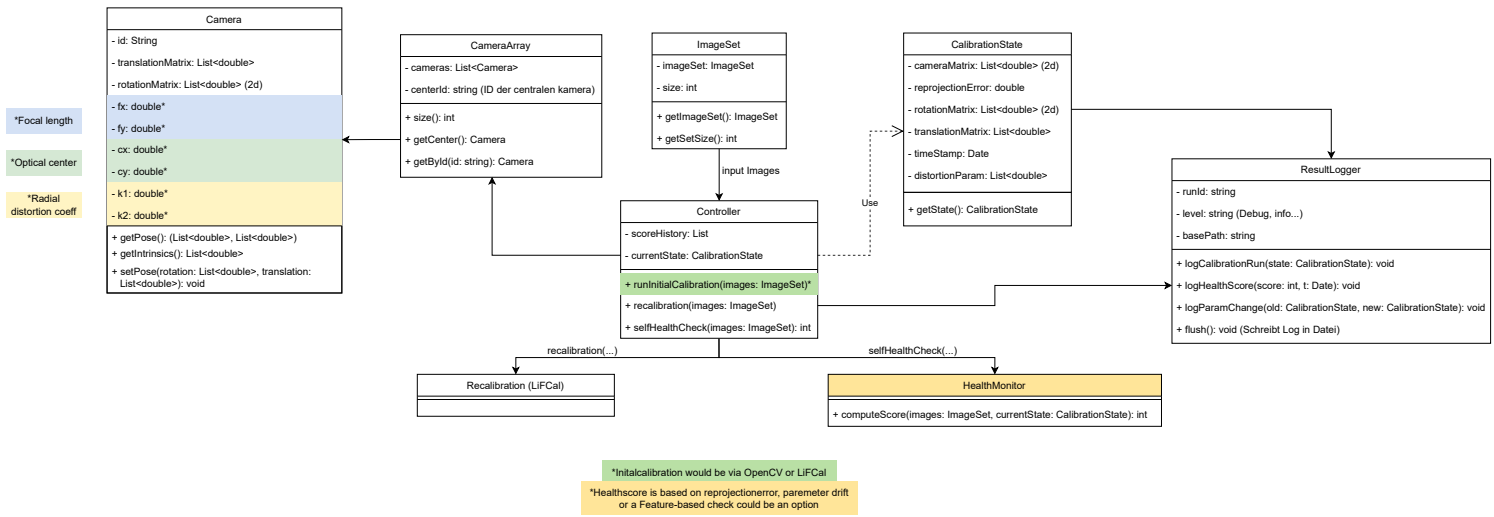 Camera
- id: String
- translationMatrix: List<double>
- rotationMatrix: List<double> (2d)
- fx: double*
- fy: double*
- cx: double*
- cy: double*
- k1: double*
- k2: double*
+ getPose(): (List<double>, List<double>)
+ getIntrinsics(): List<double>
+ setPose(rotation: List<double>, translation:
List<double>): void
*Focal length
*Optical center
*Radial
distortion coeff
CameraArray
- cameras: List<Camera>
- centerId: string (ID der centralen kamera)
+ size(): int
+ getCenter(): Camera
+ getById(id: string): Camera
ImageSet
- imageSet: ImageSet
- size: int
+ getImageSet(): ImageSet
+ getSetSize(): int
input Images
Controller
- scoreHistory: List
- currentState: CalibrationState
+ runInitialCalibration(images: ImageSet)*
+ recalibration(images: ImageSet)
+ selfHealthCheck(images: ImageSet): int
Use
CalibrationState
- cameraMatrix: List<double> (2d)
- reprojectionError: double
- rotationMatrix: List<double> (2d)
- translationMatrix: List<double>
- timeStamp: Date
- distortionParam: List<double>
+ getState(): CalibrationState
ResultLogger
- runId: string
- level: string (Debug, info...)
- basePath: string
+ logCalibrationRun(state: CalibrationState): void
+ logHealthScore(score: int, t: Date): void
+ logParamChange(old: CalibrationState, new: CalibrationState): void
+ flush(): void (Schreibt Log in Datei)
recalibration(...)
selfHealthCheck(...)
Recalibration (LiFCal)
HealthMonitor
+ computeScore(images: ImageSet, currentState: CalibrationState): int
*Initalcalibration would be via OpenCV or LiFCal
*Healthscore is based on reprojectionerror, paremeter drift
or a Feature-based check could be an option